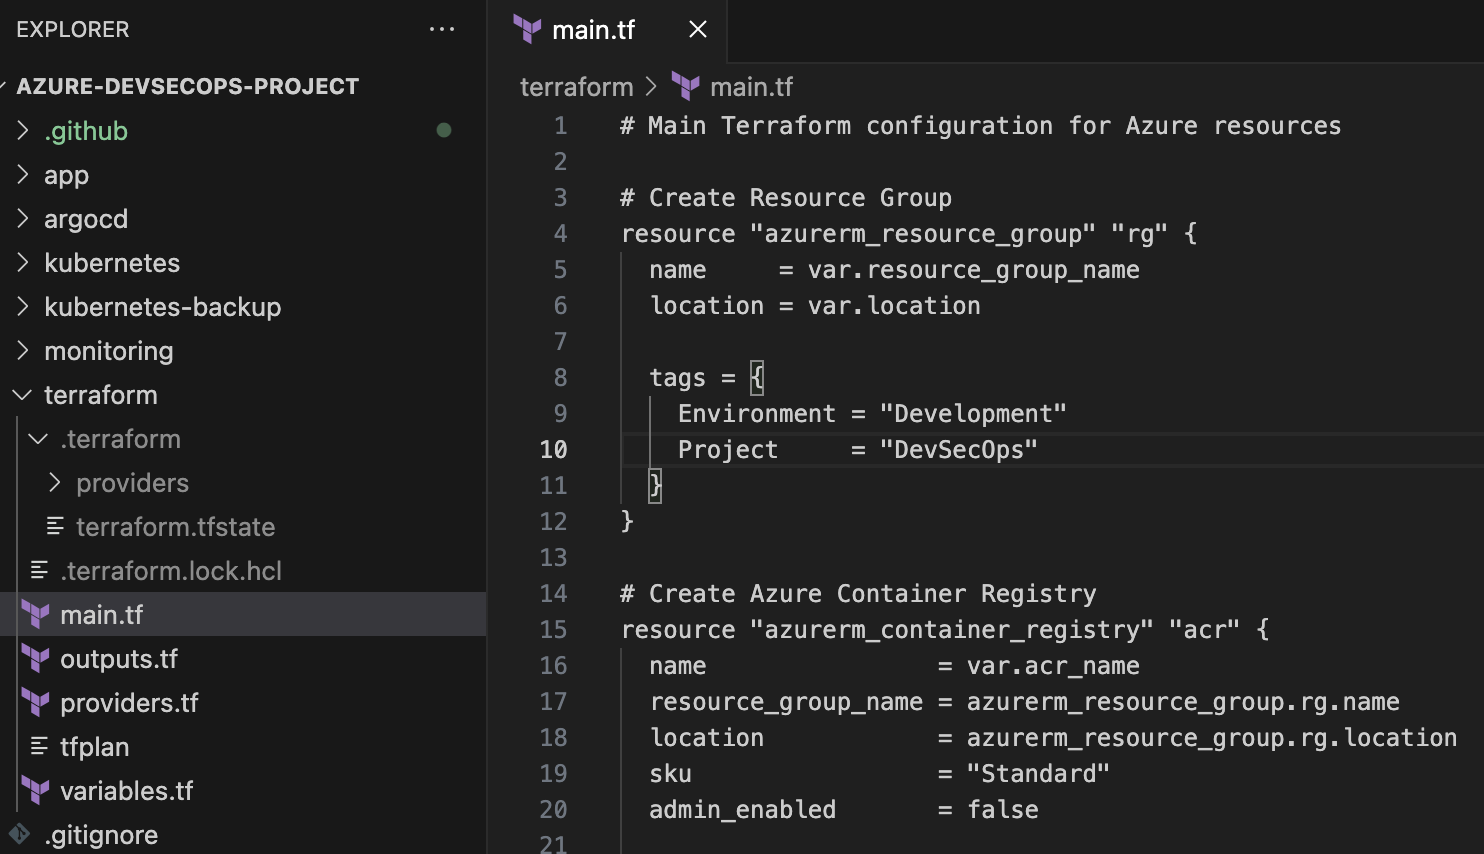 EXPLORER
AZURE-DEVSECOPS-PROJECT
.github
app
argocd
kubernetes
kubernetes-backup
monitoring
terraform
.terraform
providers
terraform.tfstate
.terraform.lock.hcl
main.tf
outputs.tf
providers.tf
tfplan
variables.tf
.gitignore
main.tf
terraform > main.tf
1 # Main Terraform configuration for Azure resources
2
3 # Create Resource Group
4 resource "azurerm_resource_group" "rg" {
5   name     = var.resource_group_name
6   location = var.location
7
8   tags = {
9     Environment = "Development"
10     Project     = "DevSecOps"
11   }
12 }
13
14 # Create Azure Container Registry
15 resource "azurerm_container_registry" "acr" {
16   name                = var.acr_name
17   resource_group_name = azurerm_resource_group.rg.name
18   location            = azurerm_resource_group.rg.location
19   sku                 = "Standard"
20   admin_enabled       = false
21